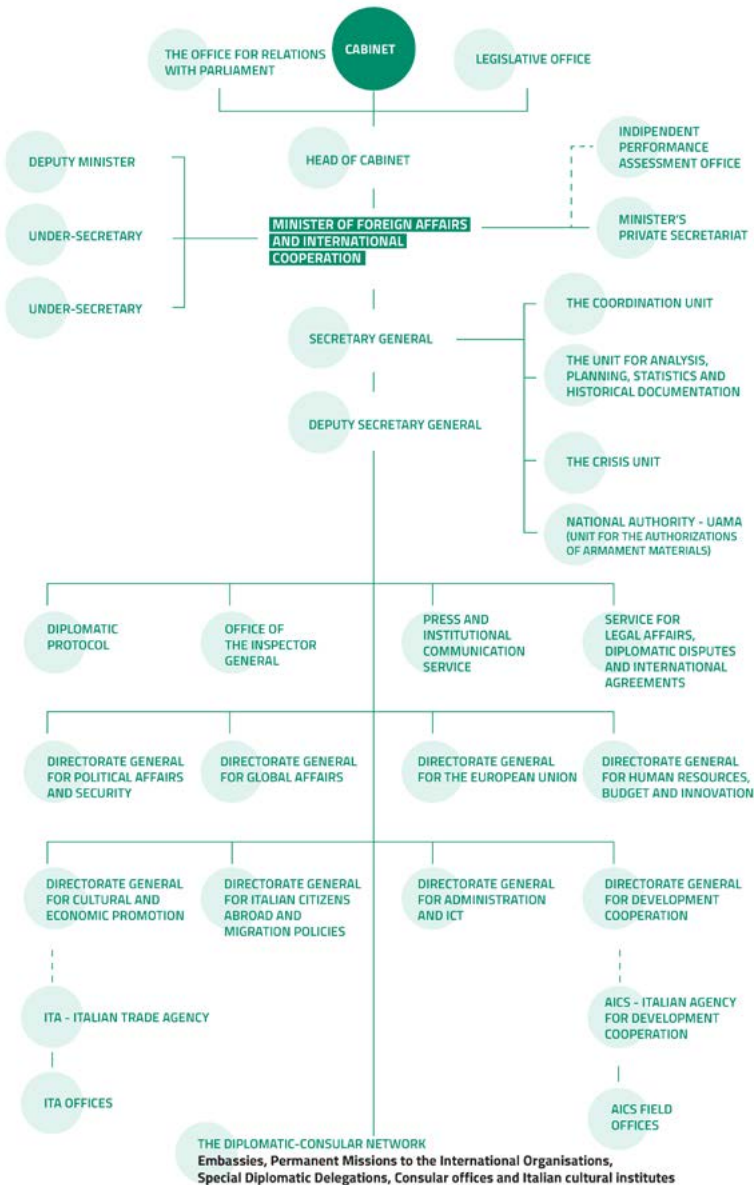 CABINET
THE OFFICE FOR RELATIONS
WITH PARLIAMENT
LEGISLATIVE OFFICE
HEAD OF CABINET
DEPUTY MINISTER
UNDER-SECRETARY
UNDER-SECRETARY
MINISTER OF FOREIGN AFFAIRS
AND INTERNATIONAL
COOPERATION
INDIPENDENT
PERFORMANCE
ASSESSMENT OFFICE
MINISTER'S
PRIVATE SECRETARIAT
SECRETARY GENERAL
DEPUTY SECRETARY GENERAL
THE COORDINATION UNIT
THE UNIT FOR ANALYSIS,
PLANNING, STATISTICS AND
HISTORICAL DOCUMENTATION
THE CRISIS UNIT
NATIONAL AUTHORITY - UAMA
(UNIT FOR THE AUTHORIZATIONS
OF ARMAMENT MATERIALS)
DIPLOMATIC
PROTOCOL
OFFICE OF
THE INSPECTOR
GENERAL
PRESS AND
INSTITUTIONAL
COMMUNICATION
SERVICE
SERVICE FOR
LEGAL AFFAIRS,
DIPLOMATIC DISPUTES
AND INTERNATIONAL
AGREEMENTS
DIRECTORATE GENERAL
FOR POLITICAL AFFAIRS
AND SECURITY
DIRECTORATE GENERAL
FOR GLOBAL AFFAIRS
DIRECTORATE GENERAL
FOR THE EUROPEAN UNION
DIRECTORATE GENERAL
FOR HUMAN RESOURCES,
BUDGET AND INNOVATION
DIRECTORATE GENERAL
FOR CULTURAL AND
ECONOMIC PROMOTION
DIRECTORATE GENERAL
FOR ITALIAN CITIZENS
ABROAD AND
MIGRATION POLICIES
DIRECTORATE GENERAL
FOR ADMINISTRATION
AND ICT
DIRECTORATE GENERAL
FOR DEVELOPMENT
COOPERATION
ITA - ITALIAN TRADE AGENCY
AICS - ITALIAN AGENCY
FOR DEVELOPMENT
COOPERATION
ITA OFFICES
AICS FIELD
OFFICES
THE DIPLOMATIC-CONSULAR NETWORK
Embassies, Permanent Missions to the International Organisations,
Special Diplomatic Delegations, Consular offices and Italian cultural institutes